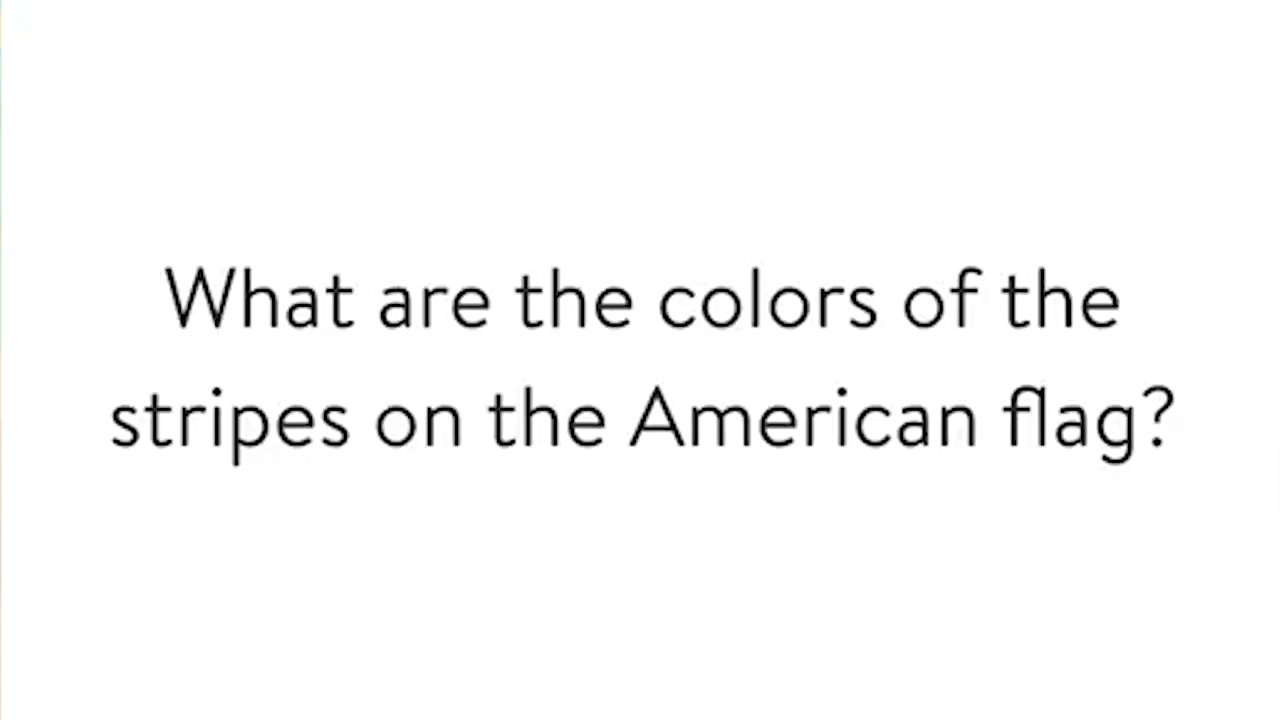 What are the colors of the
stripes on the American flag?